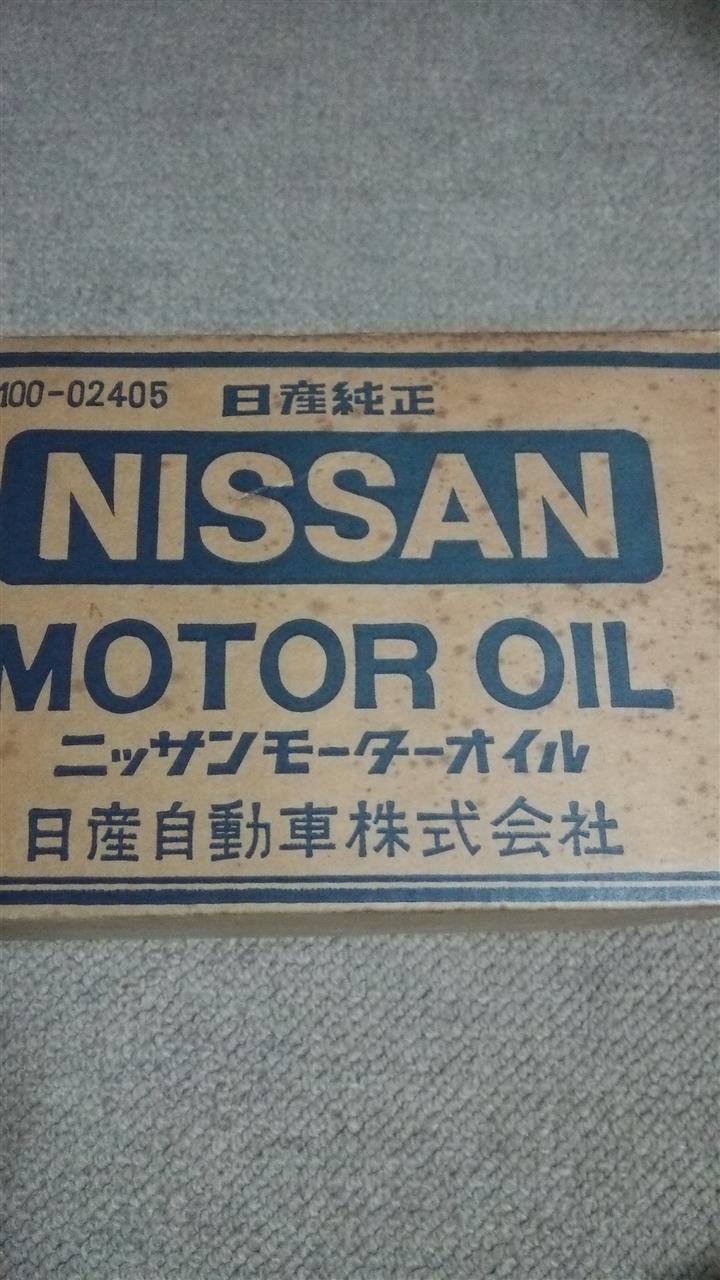 100-02405 日産純正
NISSAN
MOTOR OIL
ニッサンモーターオイル
日産自動車株式会社